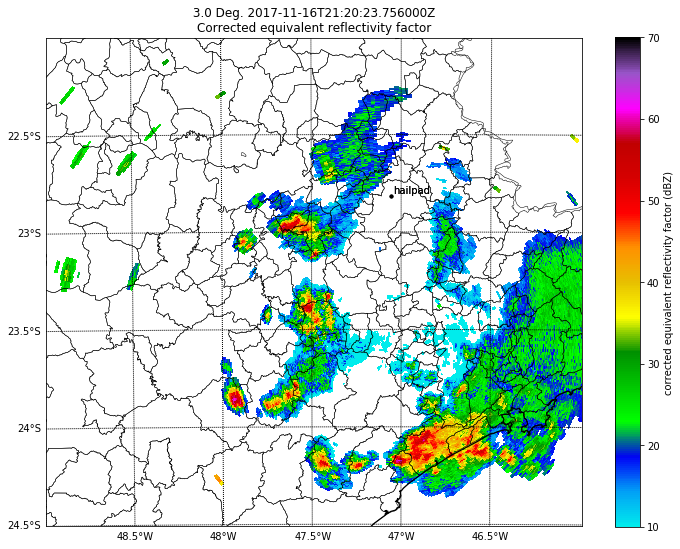 3.0 Deg. 2017-11-16T21:20:23.756000Z
Corrected equivalent reflectivity factor
hailpad
22.5°S
23°S
23.5°S
24°S
24.5°S
48.5°W
48°W
47.5°W
47°W
46.5°W
70
60
50
40
30
20
10
corrected equivalent reflectivity factor (dBZ)